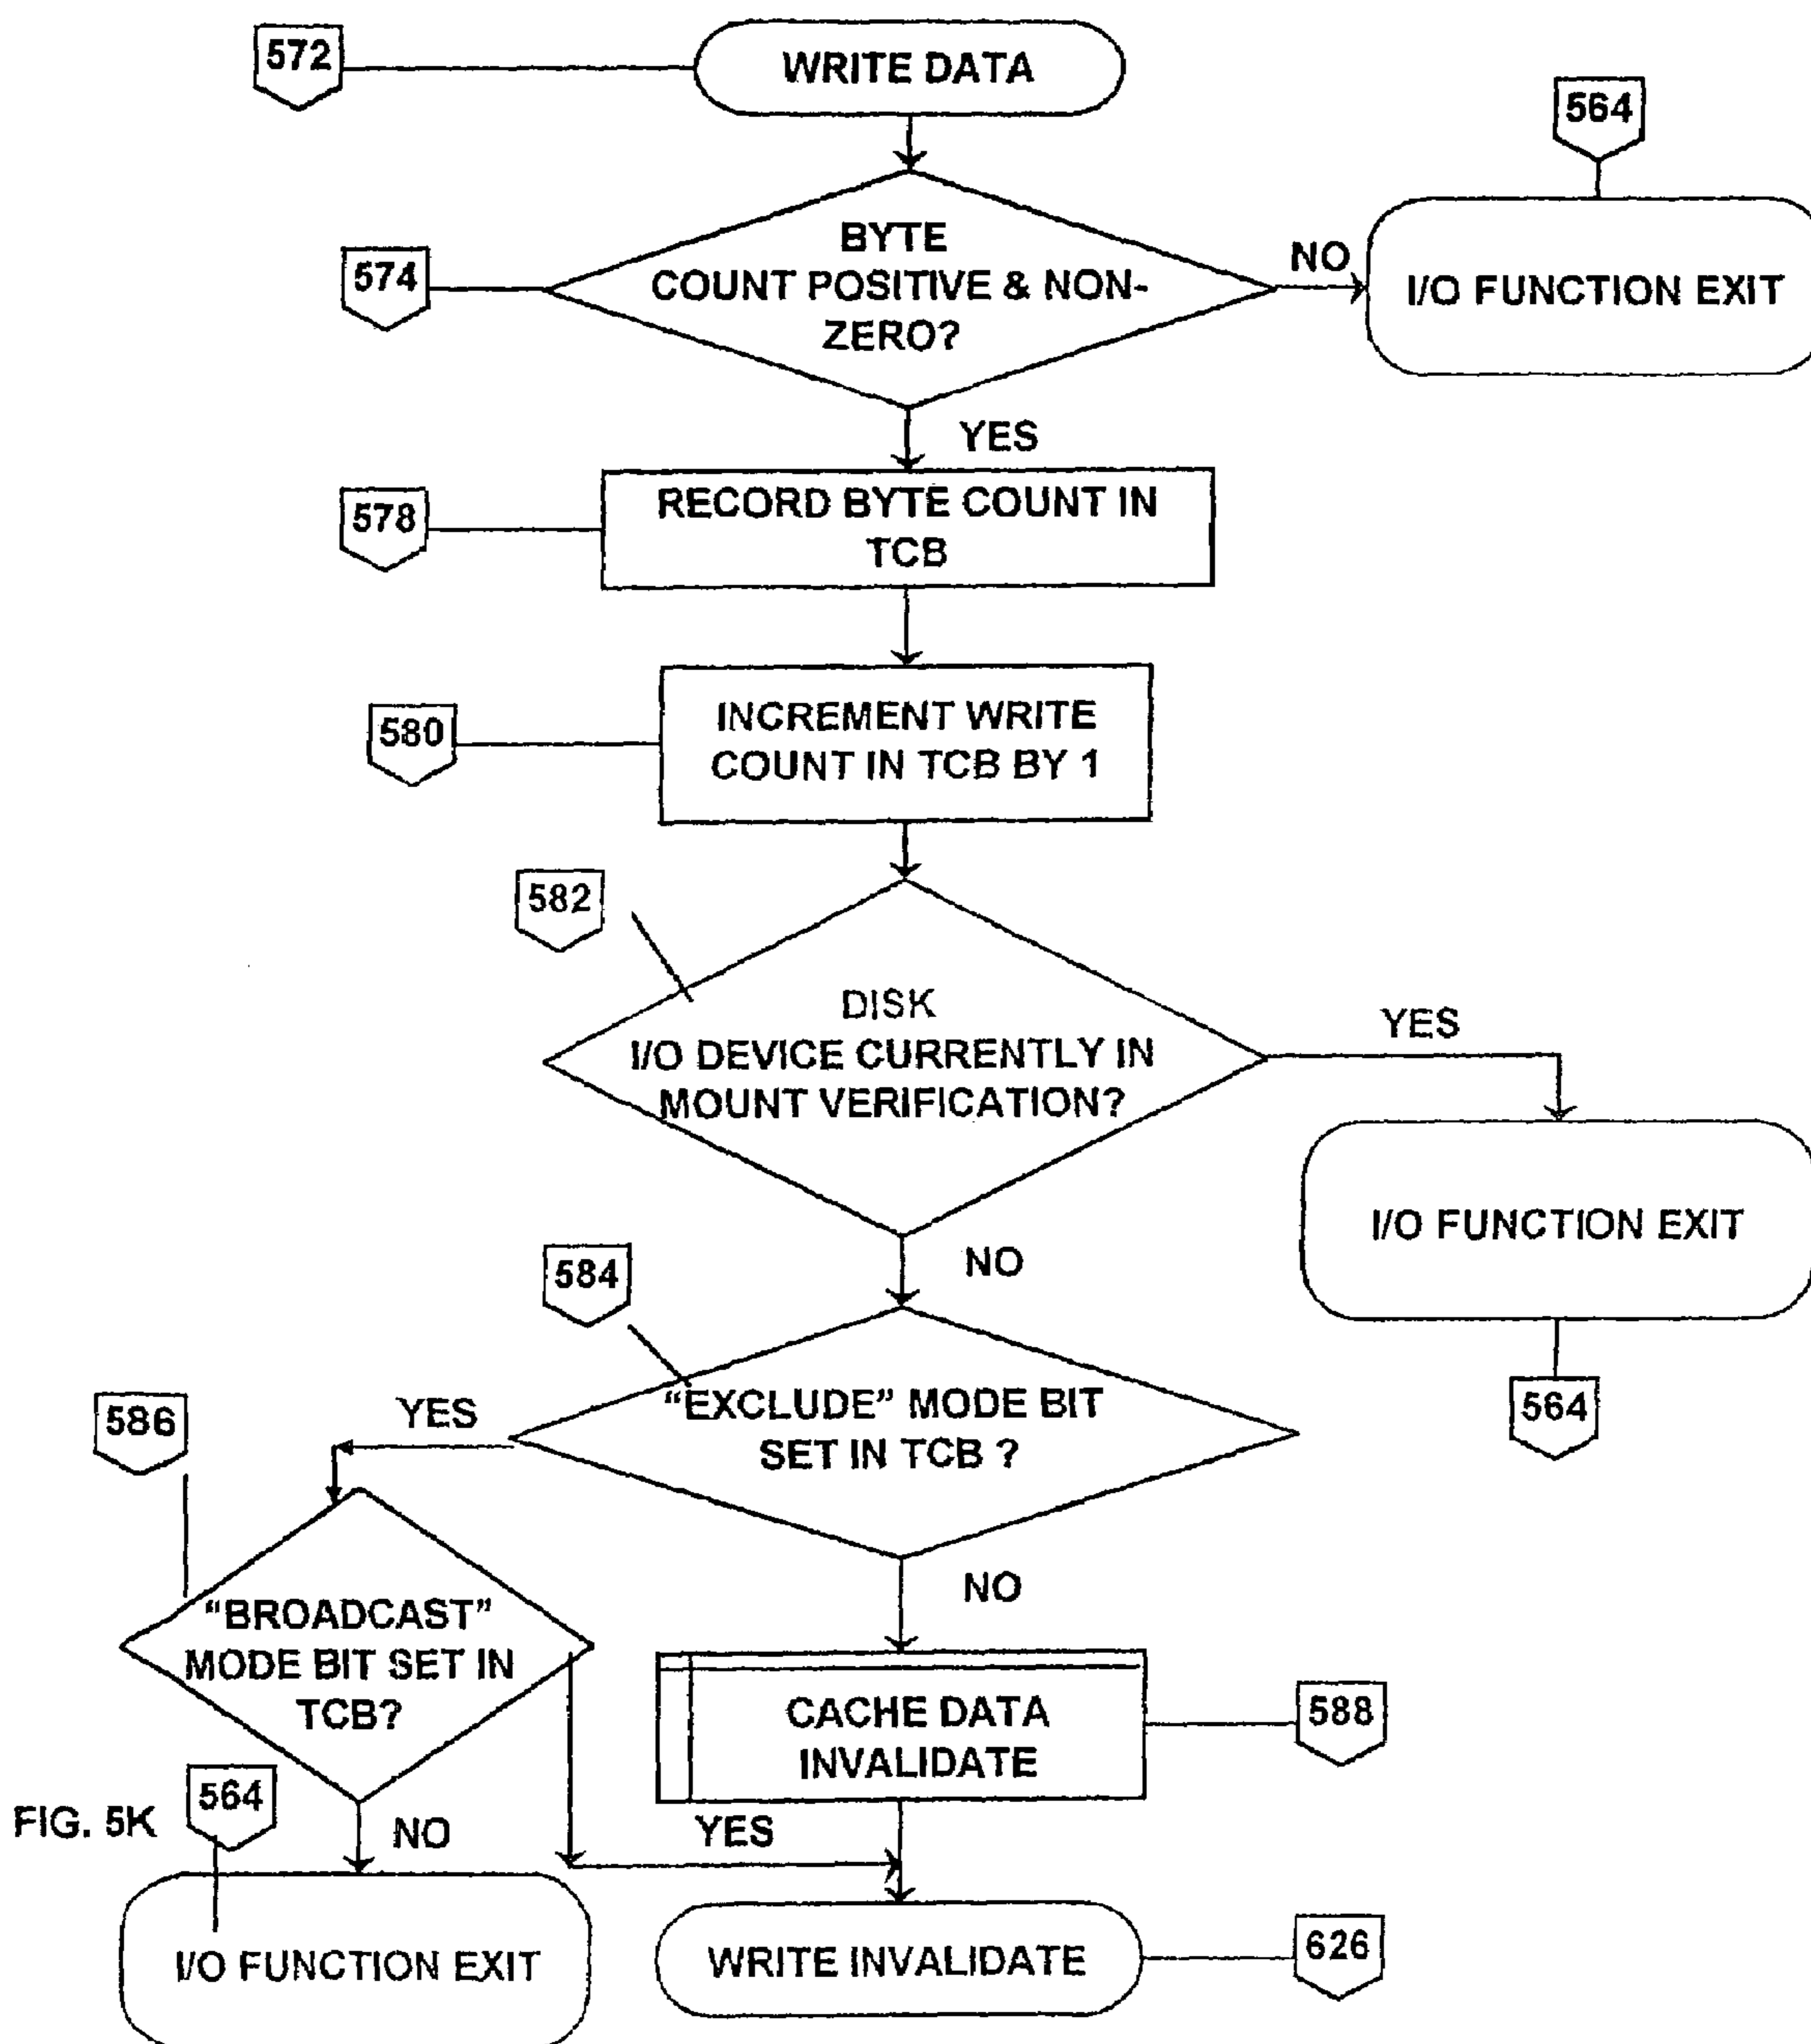 572
WRITE DATA
564
574
BYTE
COUNT POSITIVE & NON-
ZERO?
NO
I/O FUNCTION EXIT
YES
578
RECORD BYTE COUNT IN
TCB
580
INCREMENT WRITE
COUNT IN TCB BY 1
582
DISK
I/O DEVICE CURRENTLY IN
MOUNT VERIFICATION?
YES
I/O FUNCTION EXIT
564
NO
584
"EXCLUDE" MODE BIT
SET IN TCB ?
YES
586
"BROADCAST"
MODE BIT SET IN
TCB?
NO
CACHE DATA
INVALIDATE
588
FIG. 5K
564
NO
YES
I/O FUNCTION EXIT
WRITE INVALIDATE
626